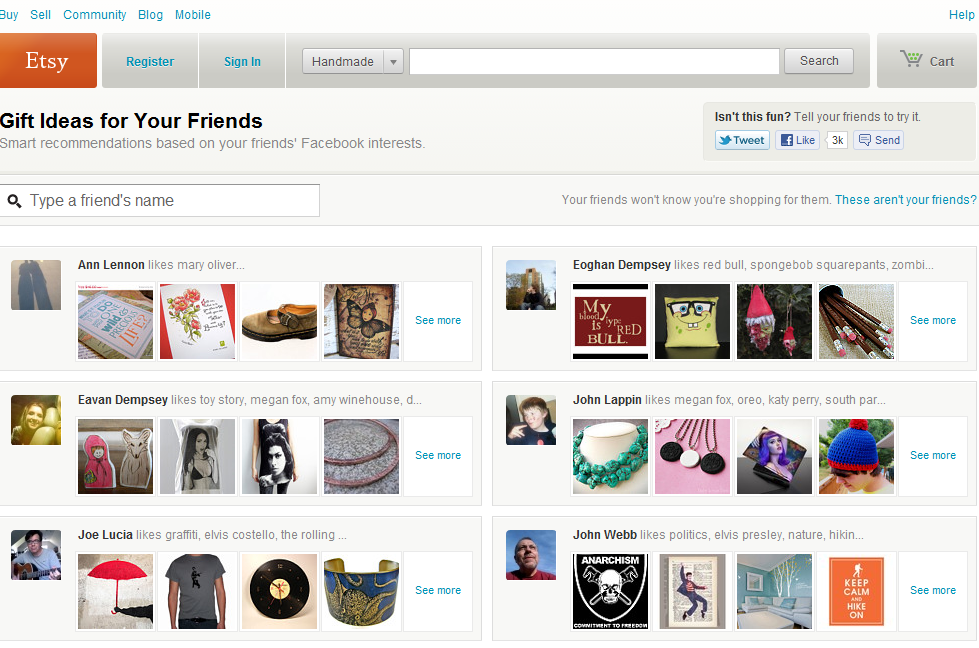 Buy Sell Community Blog Mobile Help
Etsy Register Sign In Handmade Search Cart
Gift Ideas for Your Friends
Smart recommendations based on your friends' Facebook interests.
Isn't this fun? Tell your friends to try it.
Tweet Like 3k Send
Type a friend's name
Your friends won't know you're shopping for them. These aren't your friends?
Ann Lennon likes mary oliver...
See more
Eoghan Dempsey likes red bull, spongebob squarepants, zombi...
My
blood
is type
RED
BULL.
See more
Eavan Dempsey likes toy story, megan fox, amy winehouse, d...
See more
John Lappin likes megan fox, oreo, katy perry, south par...
See more
Joe Lucia likes graffiti, elvis costello, the rolling ...
See more
John Webb likes politics, elvis presley, nature, hikin...
ANARCHISM
COMMITMENT TO FREEDOM
KEEP
CALM
AND
HIKE
ON
See more